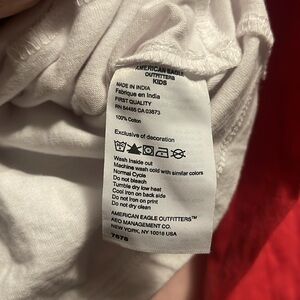 AMERICAN EAGLE
OUTFITTERS
KIDS
MADE IN INDIA
Fabriqué en India
FIRST QUALITY
RN 54485 CA 03873
100% Cotton
Exclusive of decoration
Wash inside out
Machine wash cold with similar colors
Normal Cycle
Do not bleach
Tumble dry low heat
Cool iron on back side
Do not iron on print
Do not dry clean
AMERICAN EAGLE OUTFITTERS™
AEO MANAGEMENT CO.
NEW YORK, NY 10018 USA
7676